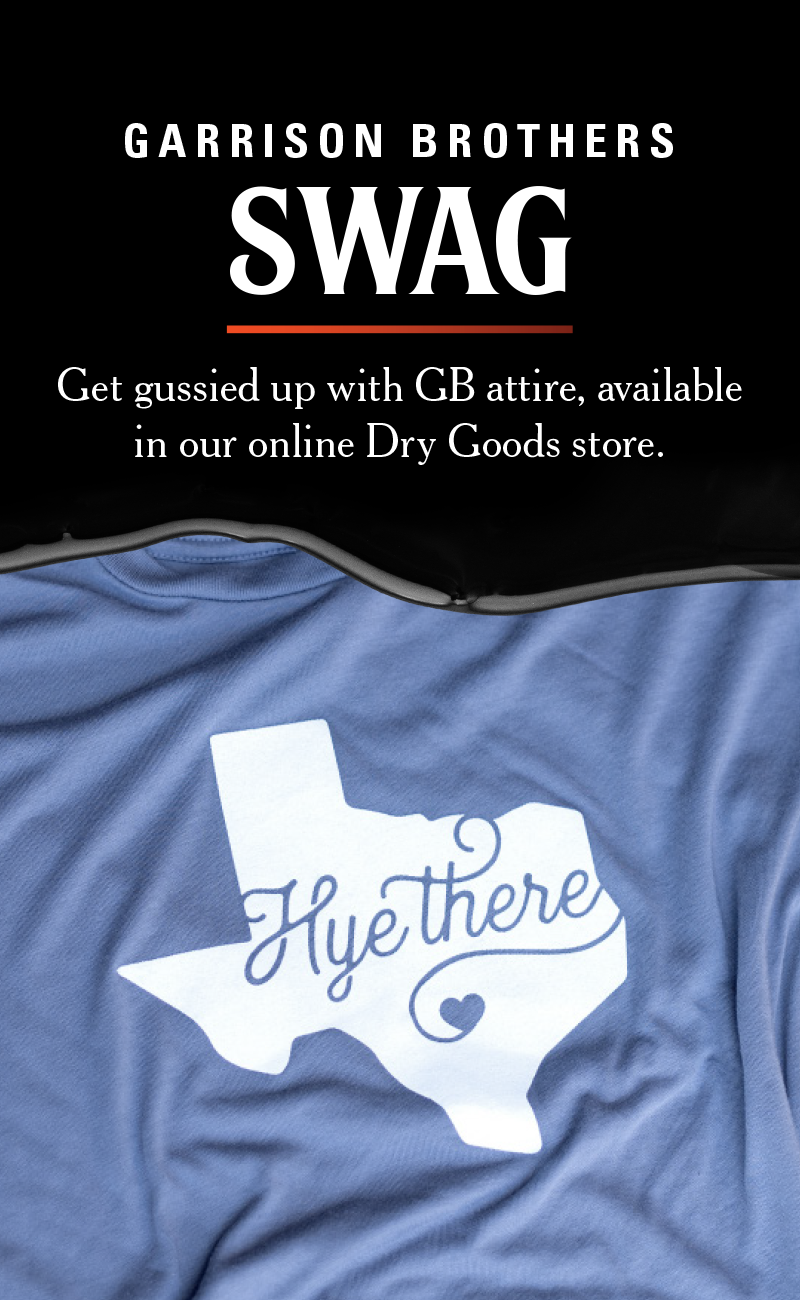 GARRISON BROTHERS
SWAG
Get gussied up with GB attire, available
in our online Dry Goods store.
Hye there